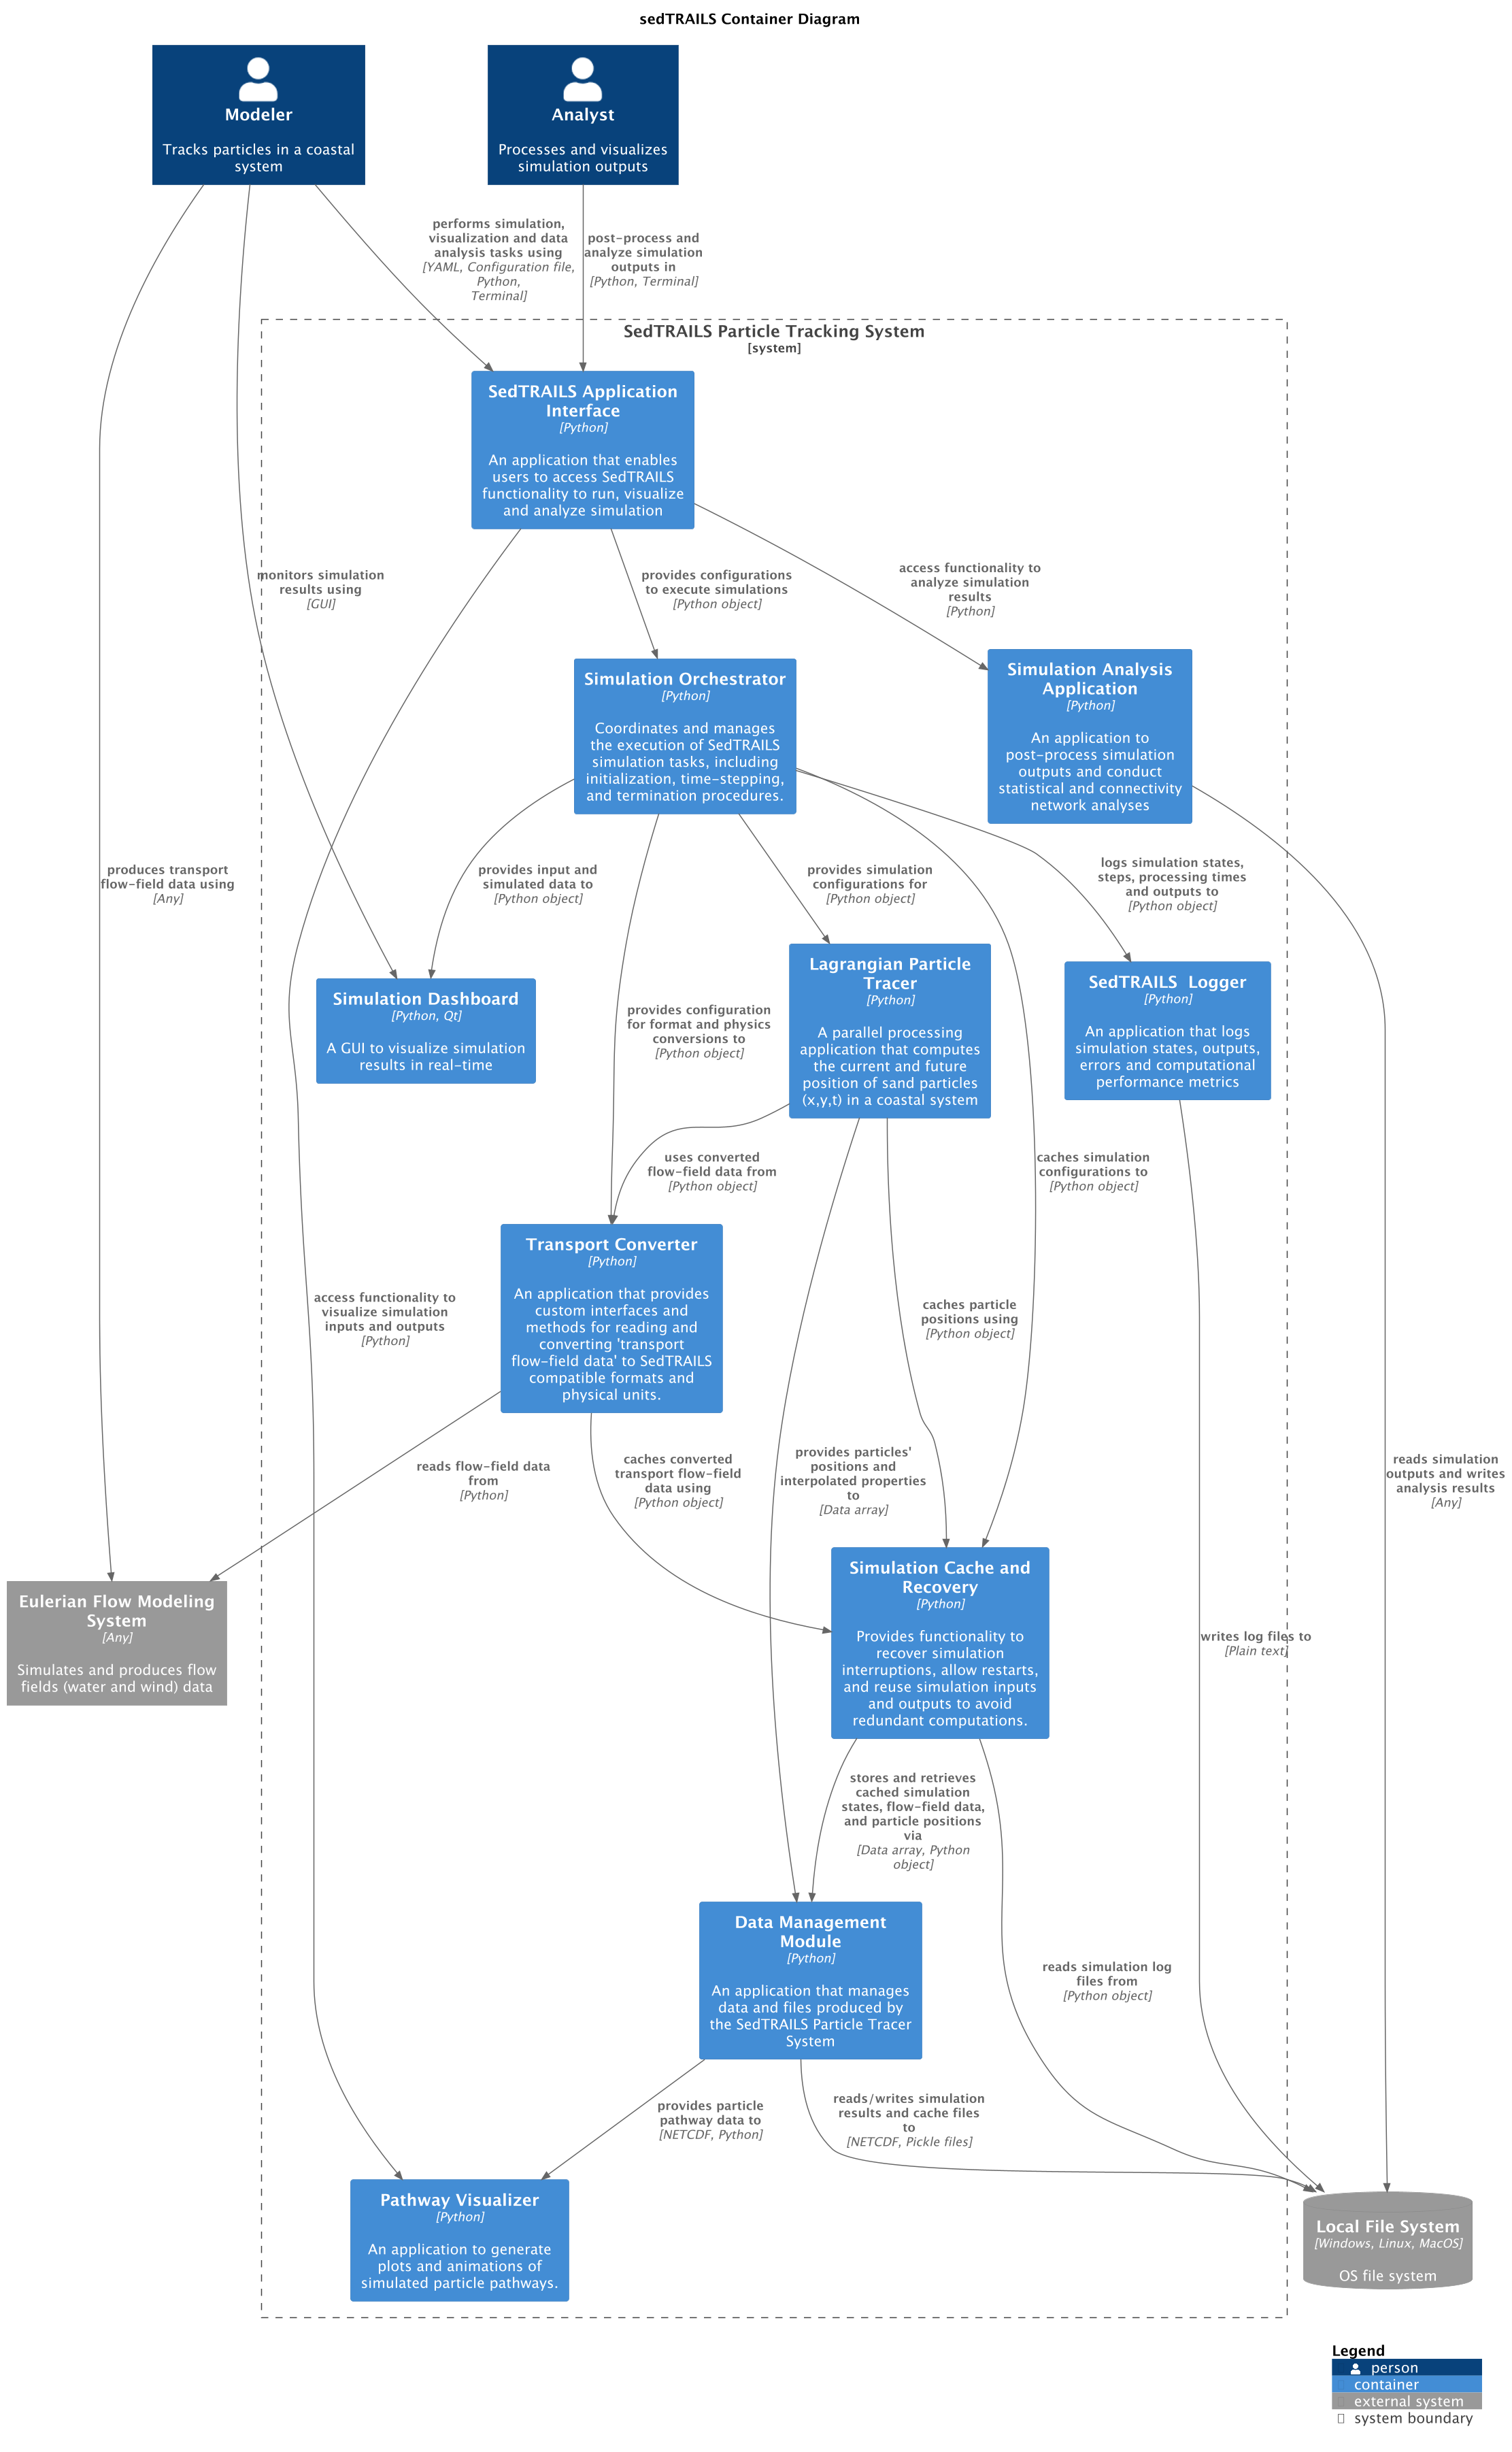 sedTRAILS Container Diagram
Modeler
Tracks particles in a coastal
system
Analyst
Processes and visualizes
simulation outputs
performs simulation,
visualization and data
analysis tasks using
[YAML, Configuration file,
Python,
Terminal]
post-process and
analyze simulation
outputs in
[Python, Terminal]
SedTRAILS Particle Tracking System
[system]
SedTRAILS Application
Interface
[Python]
An application that enables
users to access SedTRAILS
functionality to run, visualize
and analyze simulation
monitors simulation
results using
[GUI]
provides configurations
to execute simulations
[Python object]
access functionality to
analyze simulation
results
[Python]
Simulation Orchestrator
[Python]
Coordinates and manages
the execution of SedTRAILS
simulation tasks, including
initialization, time-stepping,
and termination procedures.
Simulation Analysis
Application
[Python]
An application to
post-process simulation
outputs and conduct
statistical and connectivity
network analyses
produces transport
flow-field data using
[Any]
provides input and
simulated data to
[Python object]
provides simulation
configurations for
[Python object]
logs simulation states,
steps, processing times
and outputs to
[Python object]
Simulation Dashboard
[Python, Qt]
A GUI to visualize simulation
results in real-time
provides configuration
for format and physics
conversions to
[Python object]
Lagrangian Particle
Tracer
[Python]
A parallel processing
application that computes
the current and future
position of sand particles
(x,y,t) in a coastal system
SedTRAILS  Logger
[Python]
An application that logs
simulation states, outputs,
errors and computational
performance metrics
uses converted
flow-field data from
[Python object]
caches simulation
configurations to
[Python object]
Transport Converter
[Python]
An application that provides
custom interfaces and
methods for reading and
converting 'transport
flow-field data' to SedTRAILS
compatible formats and
physical units.
access functionality to
visualize simulation
inputs and outputs
[Python]
caches particle
positions using
[Python object]
reads flow-field data
from
[Python]
caches converted
transport flow-field
data using
[Python object]
provides particles'
positions and
interpolated properties
to
[Data array]
reads simulation
outputs and writes
analysis results
[Any]
Eulerian Flow Modeling
System
[Any]
Simulates and produces flow
fields (water and wind) data
Simulation Cache and
Recovery
[Python]
Provides functionality to
recover simulation
interruptions, allow restarts,
and reuse simulation inputs
and outputs to avoid
redundant computations.
writes log files to
[Plain text]
stores and retrieves
cached simulation
states, flow-field data,
and particle positions
via
[Data array, Python
object]
Data Management
Module
[Python]
An application that manages
data and files produced by
the SedTRAILS Particle Tracer
System
reads simulation log
files from
[Python object]
provides particle
pathway data to
[NETCDF, Python]
reads/writes simulation
results and cache files
to
[NETCDF, Pickle files]
Pathway Visualizer
[Python]
An application to generate
plots and animations of
simulated particle pathways.
Local File System
[Windows, Linux, MacOS]
OS file system
Legend
person
container
external system
system boundary